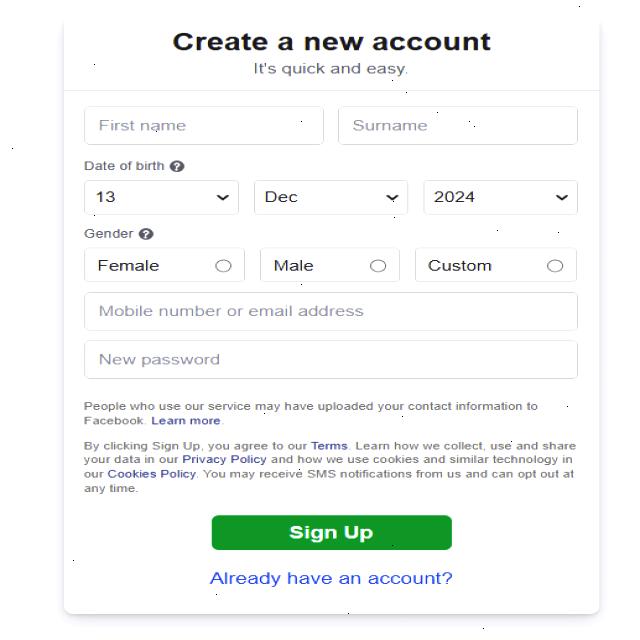 Create a new account
It's quick and easy.
First name Surname
Date of birth ?
13 Dec 2024
Gender ?
Female Male Custom
Mobile number or email address
New password
People who use our service may have uploaded your contact information to
Facebook. Learn more.
By clicking Sign Up, you agree to our Terms. Learn how we collect, use and share
your data in our Privacy Policy and how we use cookies and similar technology in
our Cookies Policy. You may receive SMS notifications from us and can opt out at
any time.
Sign Up
Already have an account?